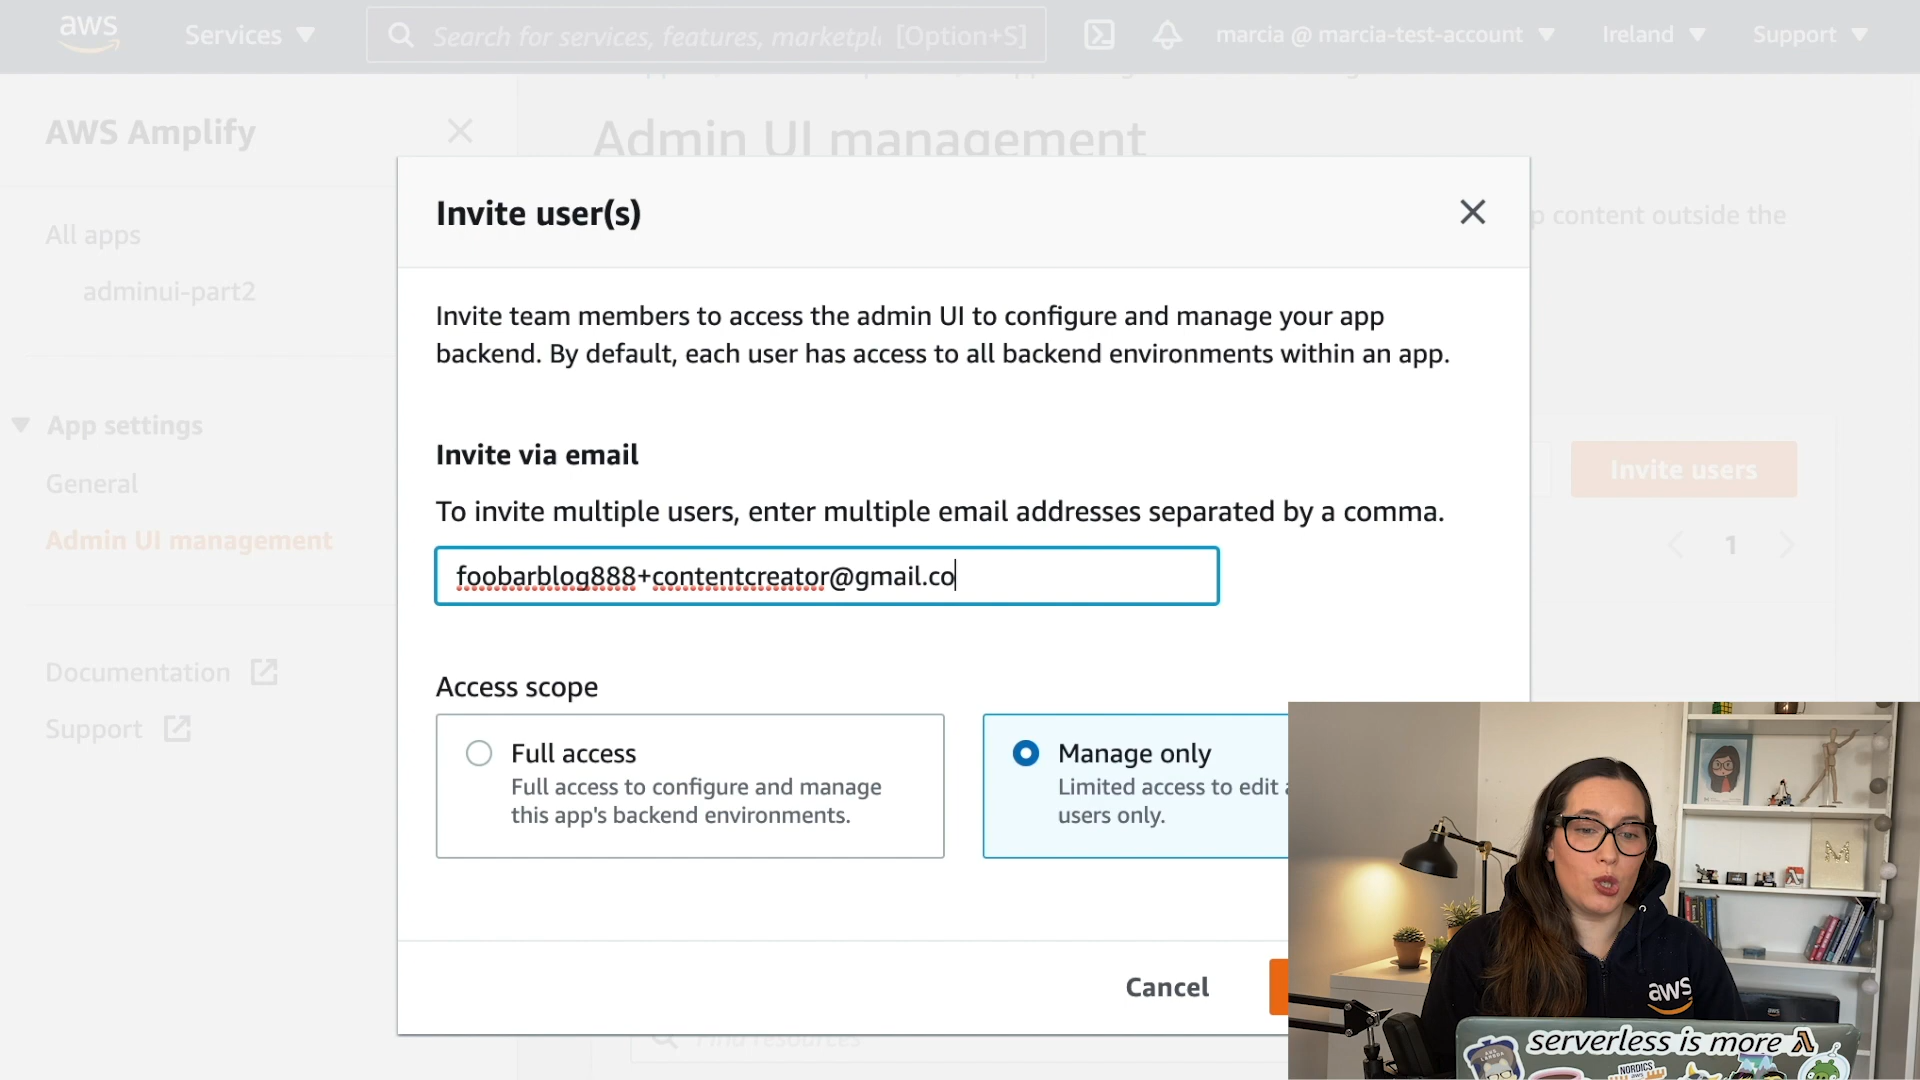 aws
Services
Search for services, features, marketpl
[Option+S]
marcia @ marcia-test-account
Ireland
Support
AWS Amplify
Admin UI management
All apps
adminui-part2
App settings
General
Admin UI management
Documentation
Support
content outside the
Invite users
1
Invite user(s)
Invite team members to access the admin UI to configure and manage your app
backend. By default, each user has access to all backend environments within an app.
Invite via email
To invite multiple users, enter multiple email addresses separated by a comma.
foobarblog888+contentcreator@gmail.co
Access scope
Full access
Full access to configure and manage
this app's backend environments.
Manage only
Limited access to edit
users only.
Cancel
Find resources
M
aws
aws
serverless is more
NORDICS